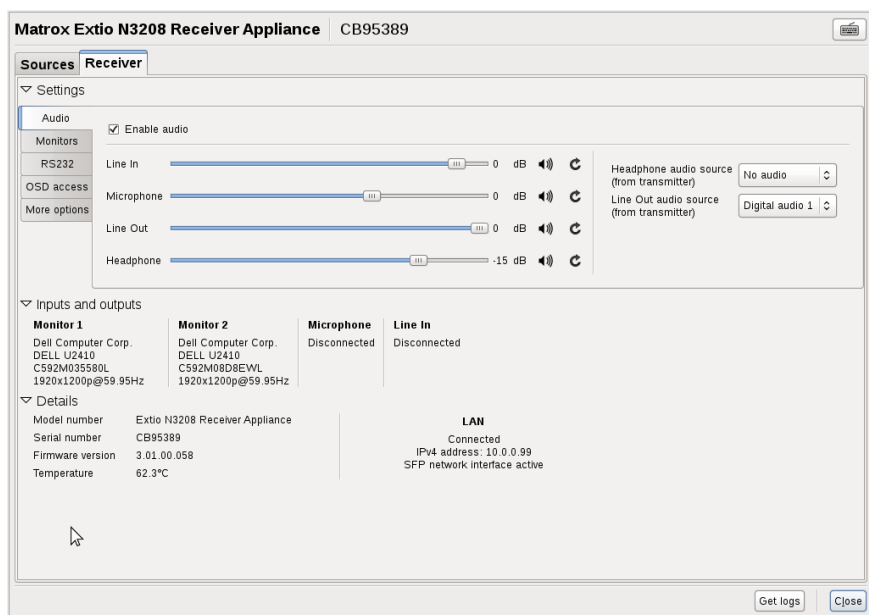 Matrox Extio N3208 Receiver Appliance CB95389
Sources Receiver
Settings
Audio
Monitors
RS232
OSD access
More options
Enable audio
Line In 0 dB
Microphone 0 dB
Line Out 0 dB
Headphone -15 dB
Headphone audio source
(from transmitter)
No audio
Line Out audio source
(from transmitter)
Digital audio 1
Inputs and outputs
Monitor 1
Dell Computer Corp.
DELL U2410
C592M035580L
1920x1200p@59.95Hz
Monitor 2
Dell Computer Corp.
DELL U2410
C592M08D8EWL
1920x1200p@59.95Hz
Microphone
Disconnected
Line In
Disconnected
Details
Model number Extio N3208 Receiver Appliance
Serial number CB95389
Firmware version 3.01.00.058
Temperature 62.3°C
LAN
Connected
IPv4 address: 10.0.0.99
SFP network interface active
Get logs Close